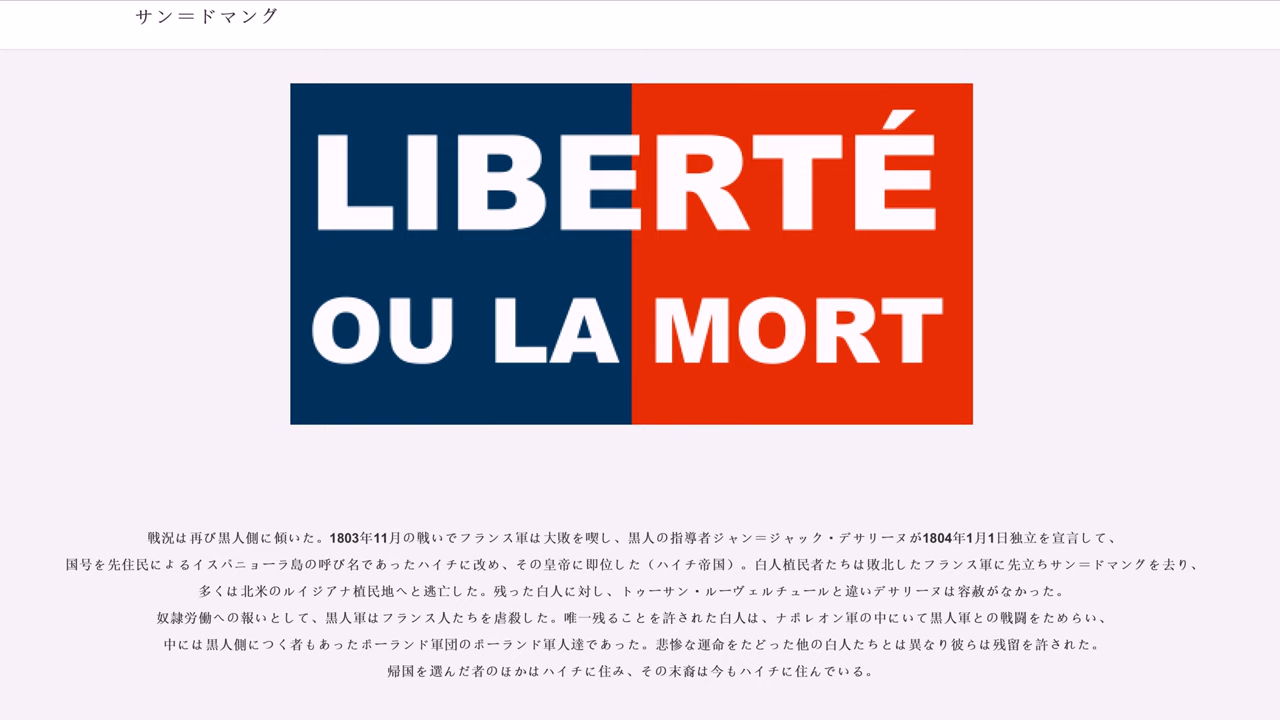 サン＝ドマング
LIBERTÉ
OU LA MORT
戦況は再び黒人側に傾いた。1803年11月の戦いでフランス軍は大敗を喫し、黒人の指導者ジャン＝ジャック・デサリーヌが1804年1月1日独立を宣言して、
国号を先住民によるイスパニョーラ島の呼び名であったハイチに改め、その皇帝に即位した（ハイチ帝国）。白人植民者たちは敗北したフランス軍に先立ちサン＝ドマングを去り、
多くは北米のルイジアナ植民地へと逃亡した。残った白人に対し、トゥーサン・ルーヴェルチュールと違いデサリーヌは容赦がなかった。
奴隷労働への報いとして、黒人軍はフランス人たちを虐殺した。唯一残ることを許された白人は、ナポレオン軍の中にいて黒人軍との戦闘をためらい、
中には黒人側につく者もあったポーランド軍団のポーランド軍人達であった。悲惨な運命をたどった他の白人たちとは異なり彼らは残留を許された。
帰国を選んだ者のほかはハイチに住み、その末裔は今もハイチに住んでいる。